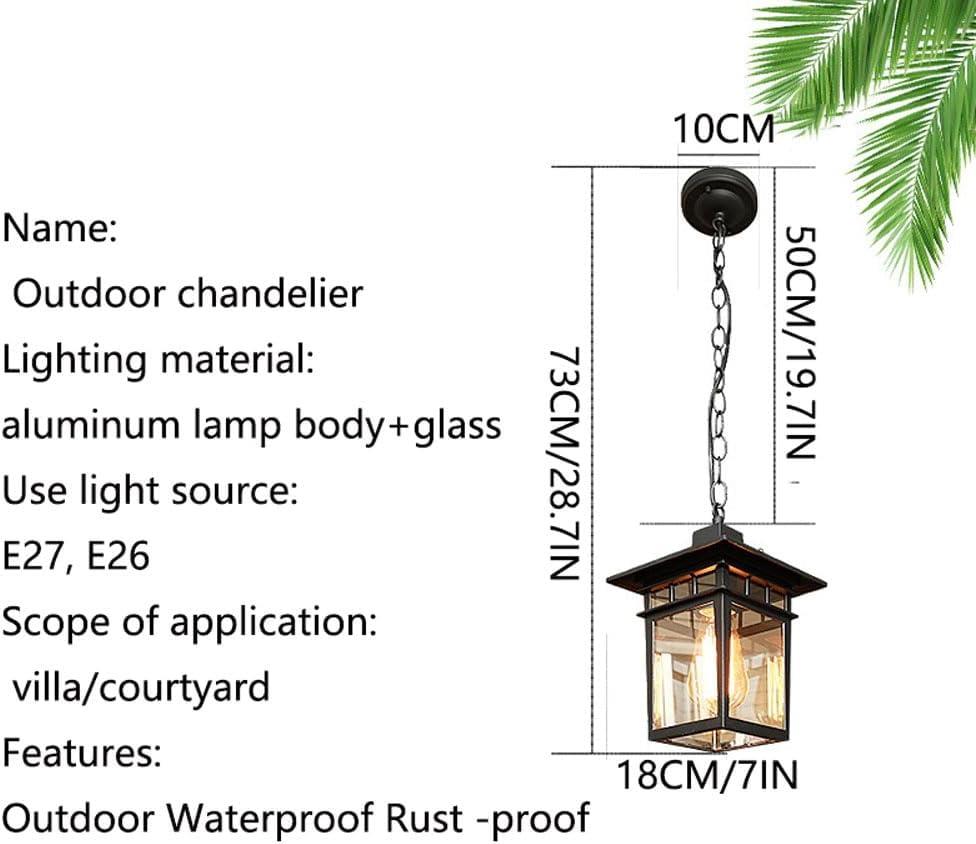 Name:
Outdoor chandelier
Lighting material:
aluminum lamp body+glass
Use light source:
E27, E26
Scope of application:
villa/courtyard
Features:
Outdoor Waterproof Rust -proof
10CM
50CM/19.7IN
73CM/28.7IN
18CM/7IN